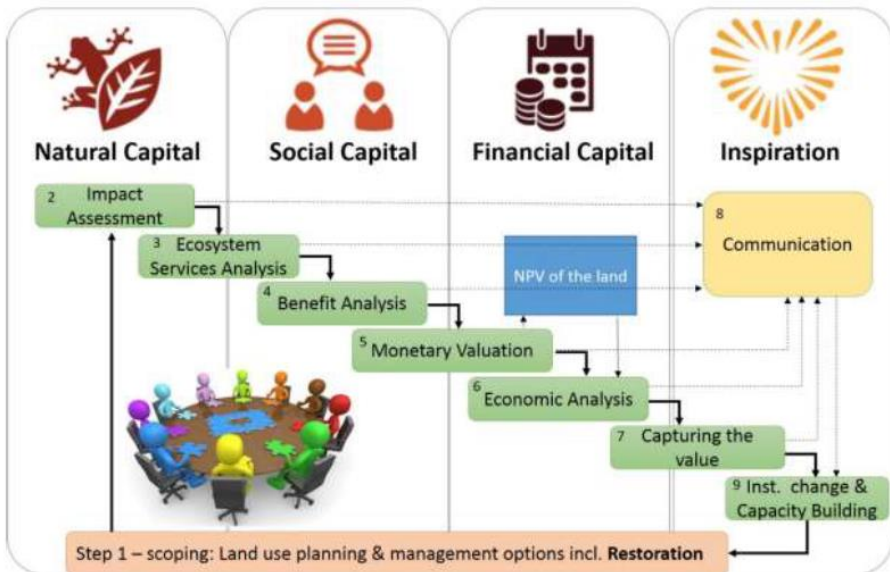 Natural Capital
Social Capital
Financial Capital
Inspiration
2 Impact
Assessment
8
Communication
3 Ecosystem
Services Analysis
NPV of the land
4 Benefit Analysis
5 Monetary Valuation
6 Economic Analysis
7 Capturing the
value
9 Inst. change &
Capacity Building
Step 1 – scoping: Land use planning & management options incl. Restoration